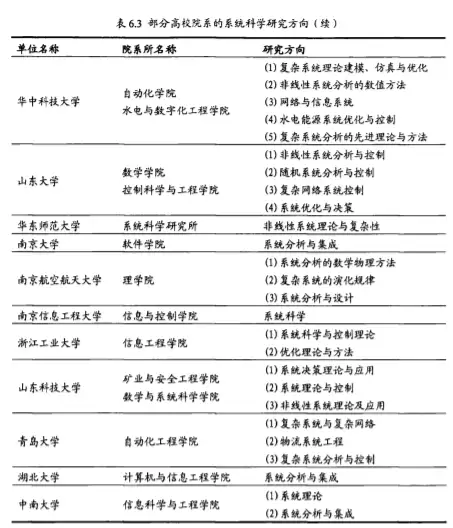 表 6.3 部分高校院系的系统科学研究方向（续）
单位名称 院系所名称 研究方向
华中科技大学 自动化学院 水电与数字化工程学院 (1)复杂系统理论建模、仿真与优化
(2)非线性系统分析的数值方法
(3)网络与信息系统
(4)水电能源系统优化与控制
(5)复杂系统分析的先进理论与方法
山东大学 数学学院 控制科学与工程学院 (1)非线性系统分析与控制
(2)随机系统分析与控制
(3)复杂网络系统控制
(4)系统优化与决策
华东师范大学 系统科学研究所 非线性系统理论与复杂性
南京大学 软件学院 系统分析与集成
南京航空航天大学 理学院 (1)系统分析的数学物理方法
(2)复杂系统的演化规律
(3)系统分析与设计
南京信息工程大学 信息与控制学院 系统科学
浙江工业大学 信息工程学院 (1)系统科学与控制理论
(2)优化理论与方法
山东科技大学 矿业与安全工程学院 数学与系统科学学院 (1)系统决策理论与应用
(2)系统理论与控制
(3)非线性系统理论及应用
青岛大学 自动化工程学院 (1)复杂系统与复杂网络
(2)物流系统工程
(3)复杂系统分析与控制
湖北大学 计算机与信息工程学院 系统分析与集成
中南大学 信息科学与工程学院 (1)系统理论
(2)系统分析与集成